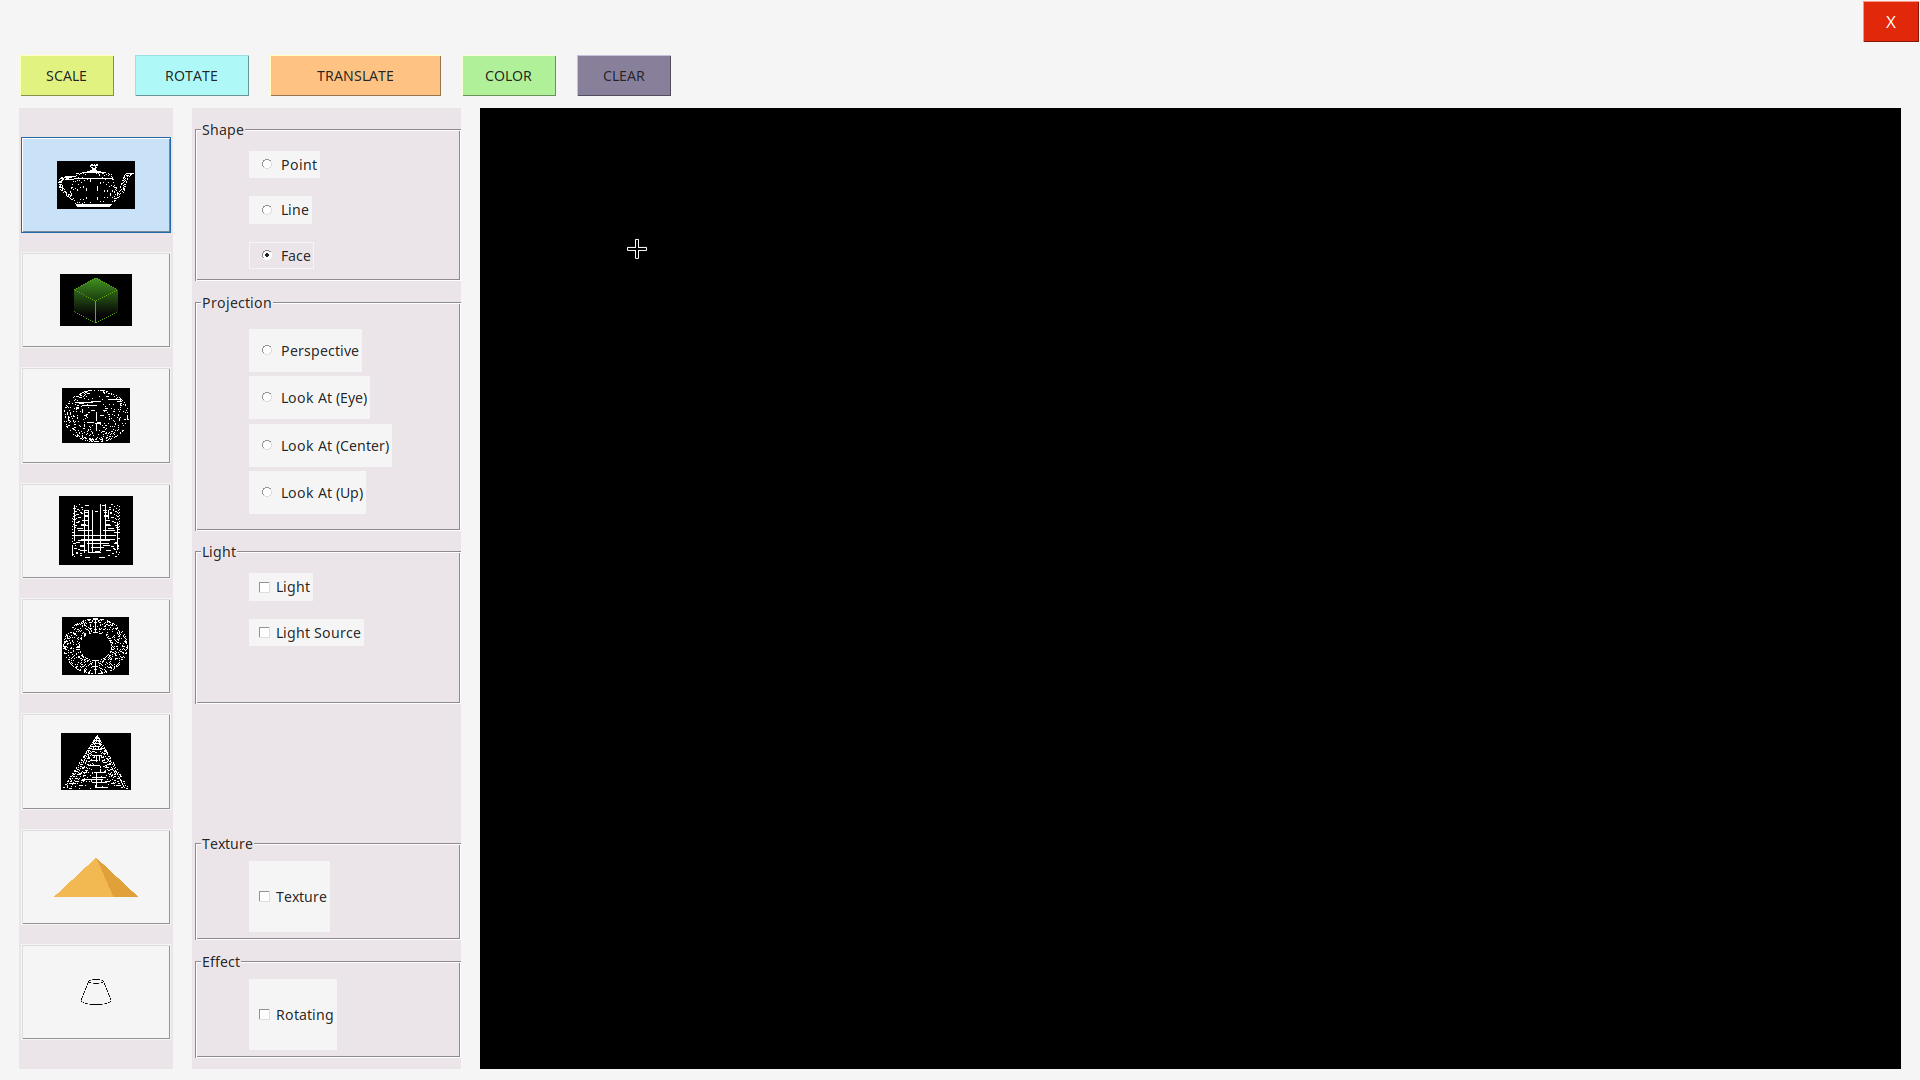 X
SCALE
ROTATE
TRANSLATE
COLOR
CLEAR
Shape
Point
Line
Face
Projection
Perspective
Look At (Eye)
Look At (Center)
Look At (Up)
Light
Light
Light Source
Texture
Texture
Effect
Rotating